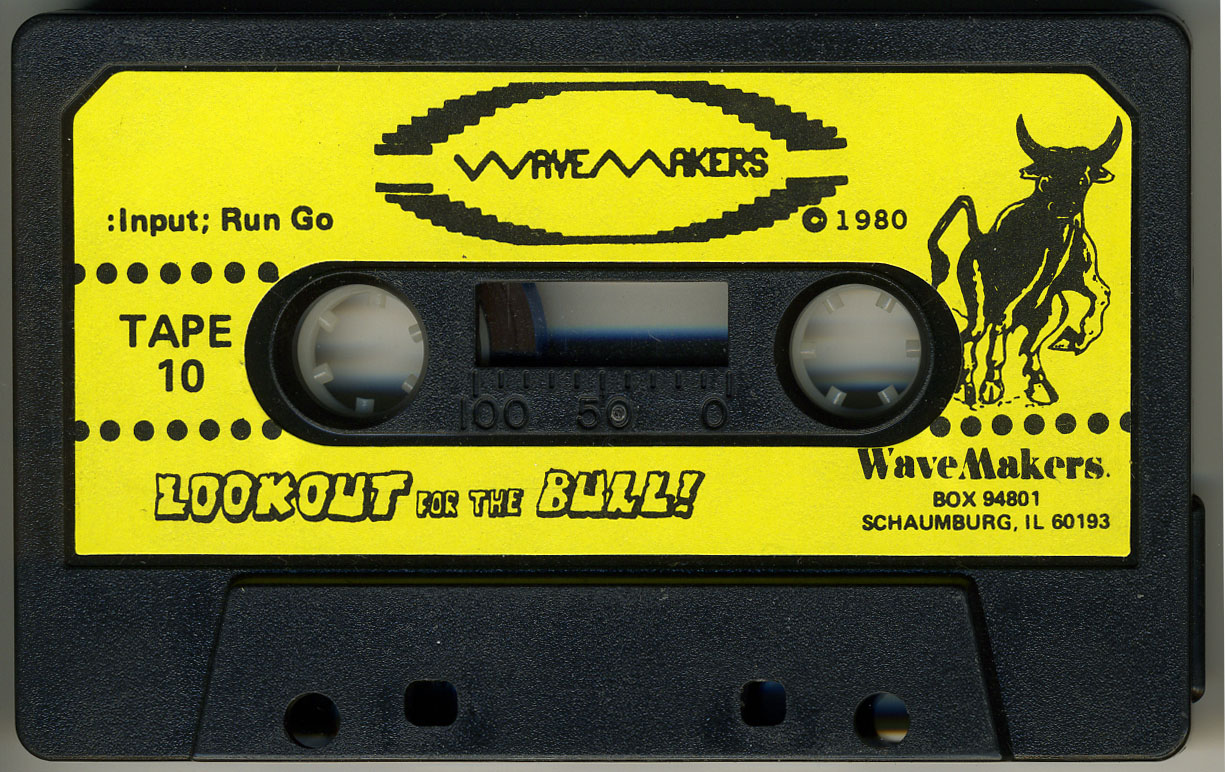 WAVEMAKERS
:Input; Run Go
© 1980
TAPE
10
100 50 0
LOOKOUT FOR THE BULL!
WaveMakers.
BOX 94801
SCHAUMBURG, IL 60193